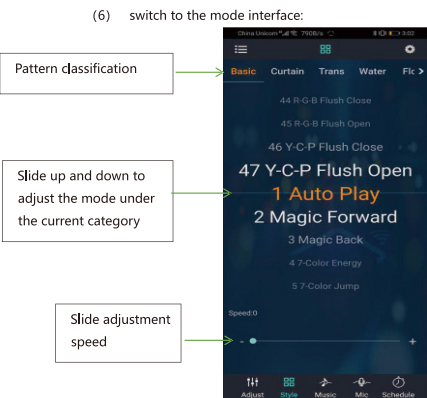 (6) switch to the mode interface:
China Unicom 790B/s 3:02
Basic Curtain Trans Water Flc >
Pattern classification
44 R-G-B Flush Close
45 R-G-B Flush Open
46 Y-C-P Flush Close
47 Y-C-P Flush Open
1 Auto Play
2 Magic Forward
3 Magic Back
4 7-Color Energy
5 7-Color Jump
Slide up and down to
adjust the mode under
the current category
Speed:0
- +
Slide adjustment
speed
Adjust Style Music Mic Schedule